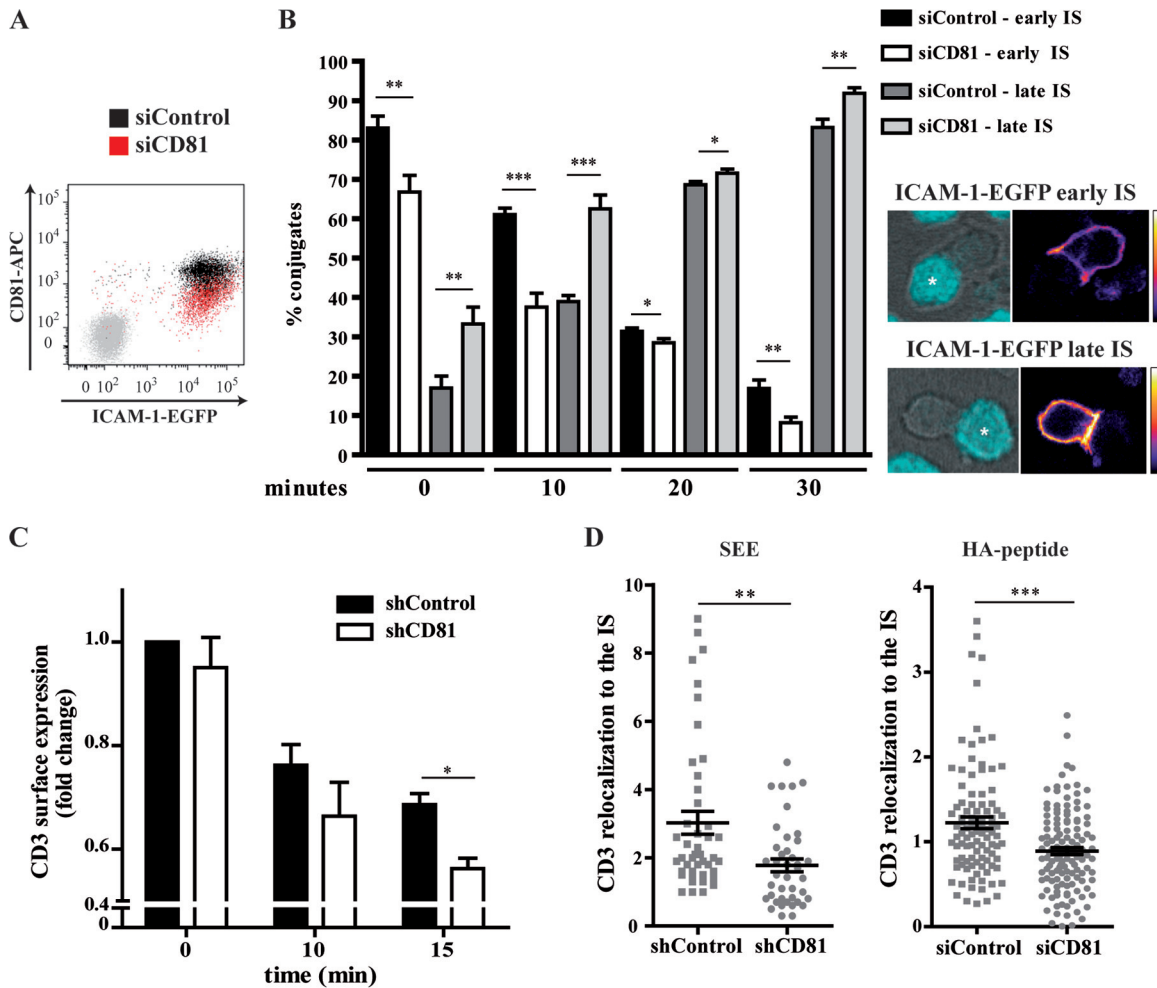 A
siControl
siCD81
CD81-APC
10^5
10^4
10^3
10^2
0
0 10^2 10^3 10^4 10^5
ICAM-1-EGFP
B
% conjugates
100
90
80
70
60
50
40
30
20
10
0
** ** *** *** * * ** **
minutes 0 10 20 30
siControl - early IS
siCD81 - early IS
siControl - late IS
siCD81 - late IS
ICAM-1-EGFP early IS
*
ICAM-1-EGFP late IS
*
C
CD3 surface expression
(fold change)
1.0
0.8
0.6
0.4
0
shControl
shCD81
*
0 10 15
time (min)
D
SEE
CD3 relocalization to the IS
10
8
6
4
2
0
**
shControl shCD81
HA-peptide
CD3 relocalization to the IS
4
3
2
1
0
***
siControl siCD81